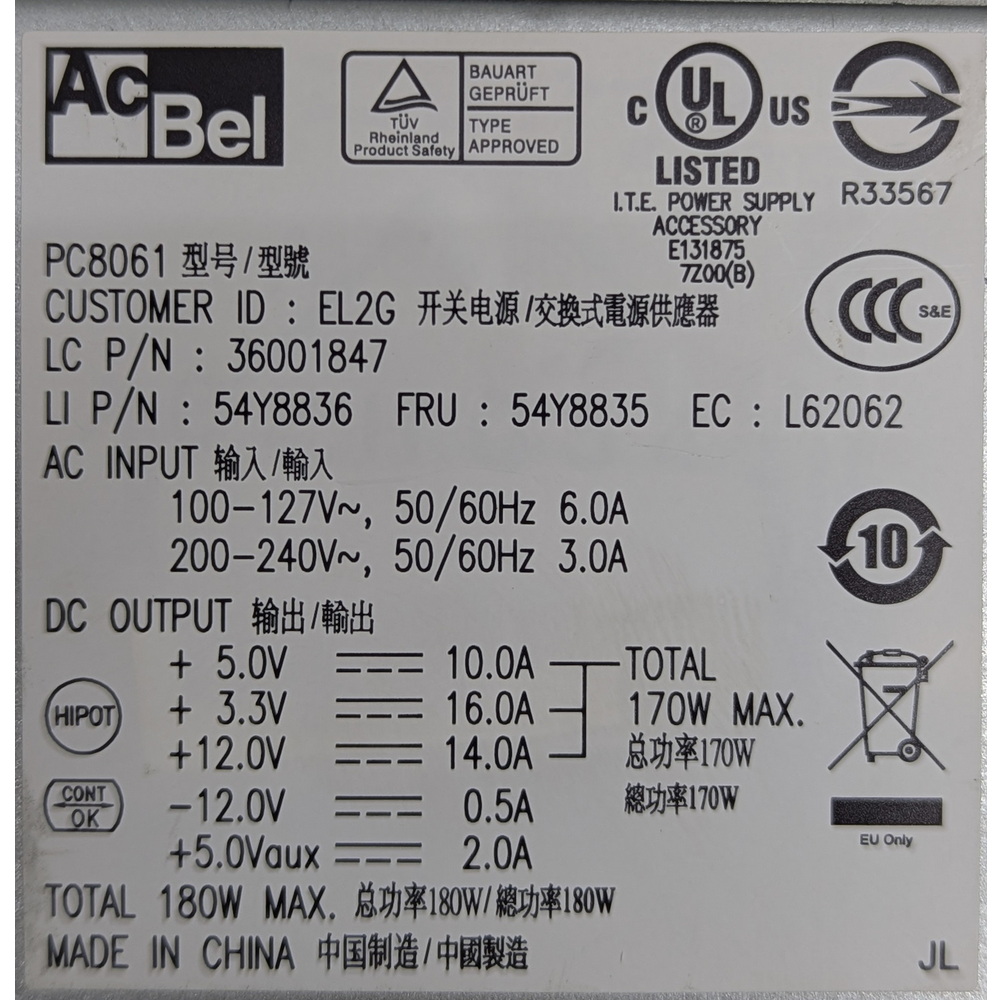 AcBel
TÜV
Rheinland
Product Safety
BAUART
GEPRÜFT
TYPE
APPROVED
C UL US
®
LISTED
I.T.E. POWER SUPPLY
ACCESSORY
E131875
7Z00(B)
R33567
PC8061 型号/型號
CUSTOMER ID : EL2G 开关电源/交換式電源供應器
LC P/N : 36001847
LI P/N : 54Y8836 FRU : 54Y8835 EC : L62062
CCC S&E
AC INPUT 输入/輸入
100-127V~, 50/60Hz 6.0A
200-240V~, 50/60Hz 3.0A
10
DC OUTPUT 输出/輸出
+ 5.0V 10.0A
+ 3.3V 16.0A
+12.0V 14.0A
TOTAL
170W MAX.
总功率170W
總功率170W
-12.0V 0.5A
+5.0Vaux 2.0A
HIPOT
CONT
OK
EU Only
TOTAL 180W MAX. 总功率180W/總功率180W
MADE IN CHINA 中国制造/中國製造
JL